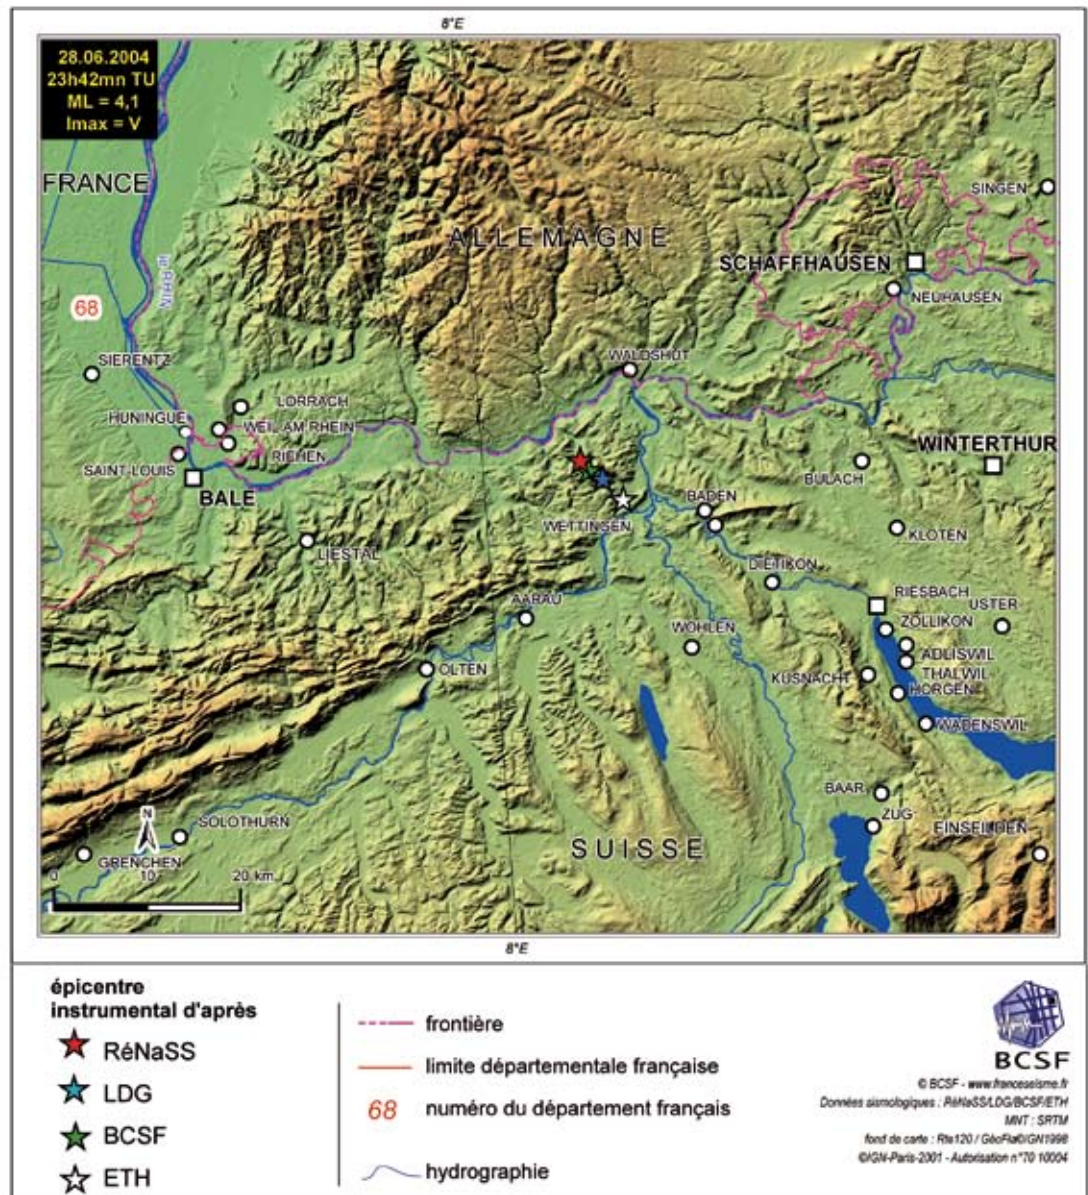 8°E
28.06.2004
23h42mn TU
ML = 4,1
Imax = V
FRANCE
SINGEN
ALLEMAGNE
SCHAFFHAUSEN
le RHIN
NEUHAUSEN
68
SIERENTZ
WALDSHUT
LORRACH
HUNINGUE
WEIL AM RHEIN
RIEHEN
SAINT-LOUIS
BALE
WINTERTHUR
BULACH
BADEN
WETTINGEN
KLOTEN
LIESTAL
DIETIKON
AARAU
RIESBACH
USTER
WOHLEN
ZOLLIKON
ADLISWIL
OLTEN
KUSNACHT
THALWIL
HORGEN
WADENSWIL
BAAR
N
SOLOTHURN
ZUG
SUISSE
EINSEILDEN
GRENCHEN
0 10 20 km
8°E
épicentre
instrumental d'après
RéNaSS
LDG
BCSF
ETH
frontière
limite départementale française
68 numéro du département français
hydrographie
BCSF
© BCSF - www.franceseisme.fr
Données sismologiques : RéNaSS/LDG/BCSF/ETH
MNT : SRTM
fond de carte : Rte120 / GéoFla©IGN1998
©IGN-Paris-2001 - Autorisation n°70 10004